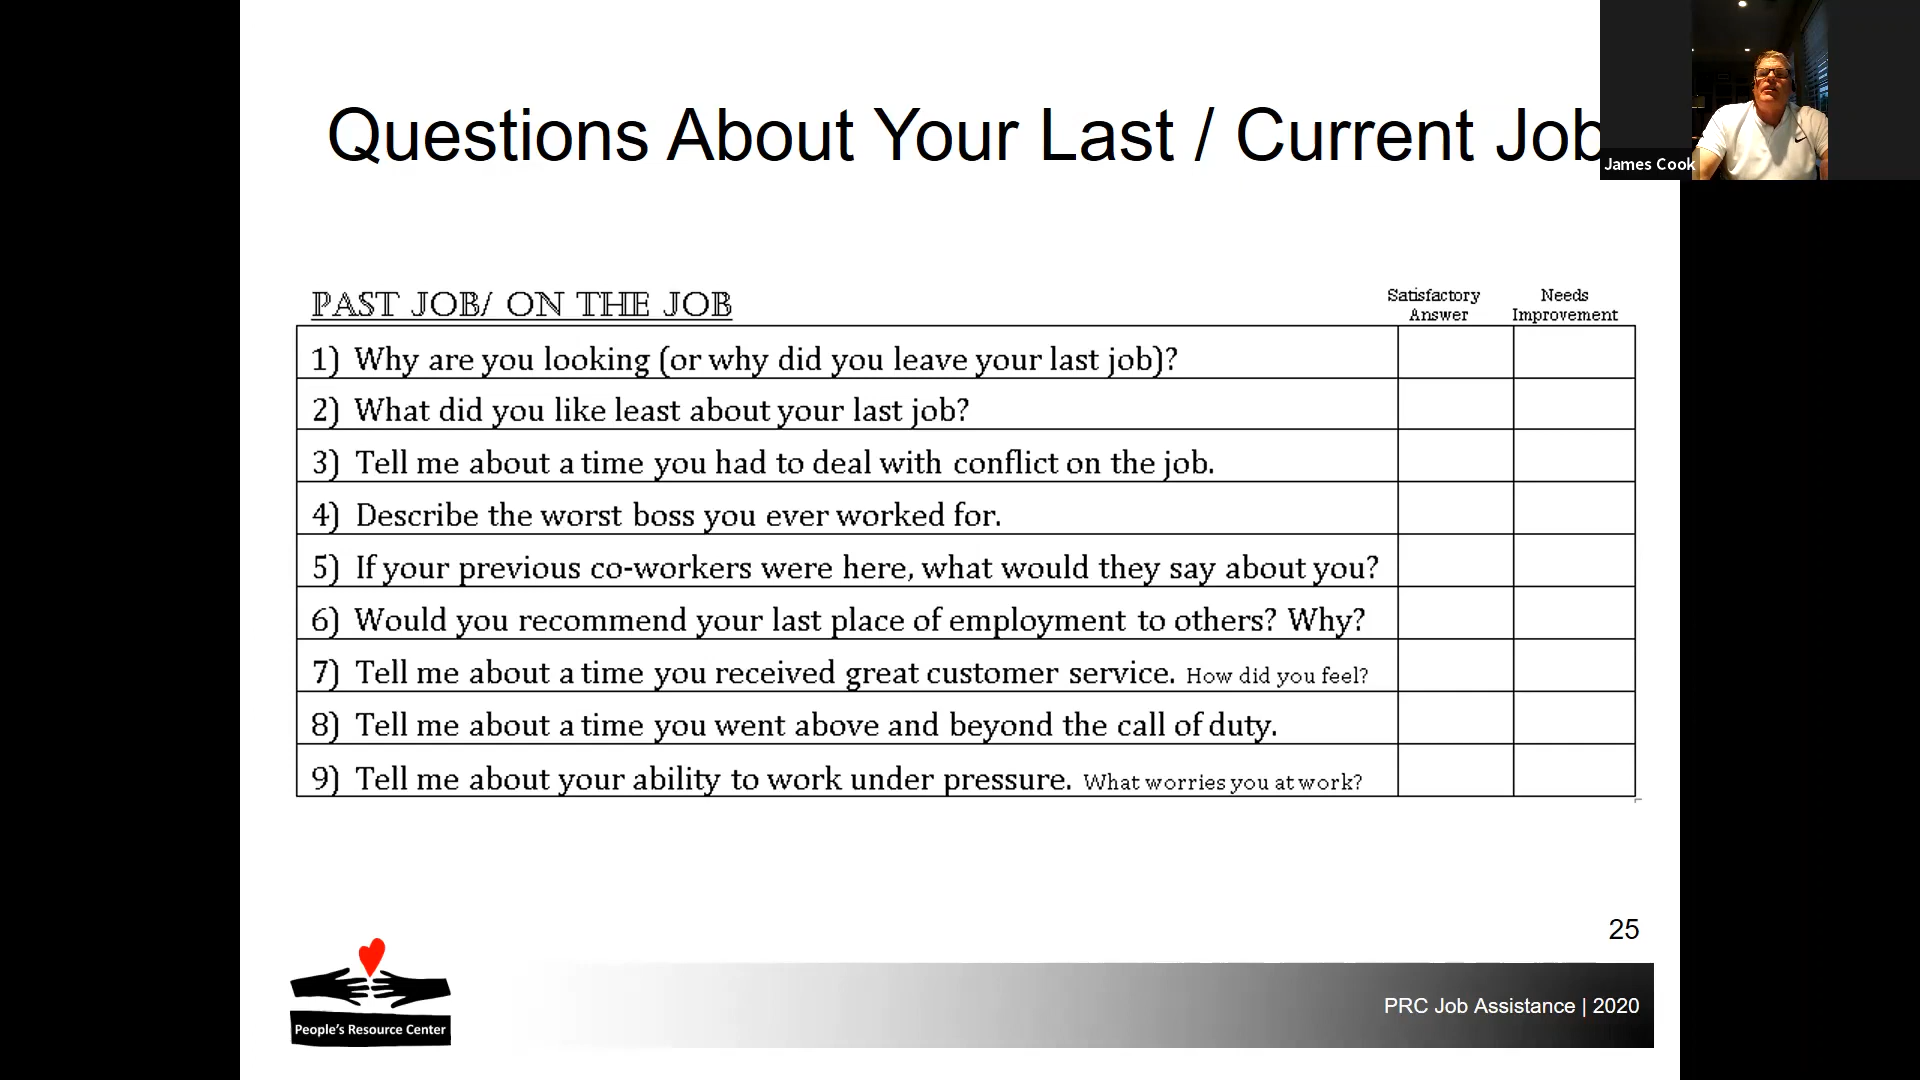 Questions About Your Last / Current Job
James Cook
PAST JOB/ ON THE JOB
Satisfactory Answer
Needs Improvement
1) Why are you looking (or why did you leave your last job)?
2) What did you like least about your last job?
3) Tell me about a time you had to deal with conflict on the job.
4) Describe the worst boss you ever worked for.
5) If your previous co-workers were here, what would they say about you?
6) Would you recommend your last place of employment to others? Why?
7) Tell me about a time you received great customer service. How did you feel?
8) Tell me about a time you went above and beyond the call of duty.
9) Tell me about your ability to work under pressure. What worries you at work?
25
People's Resource Center
PRC Job Assistance | 2020